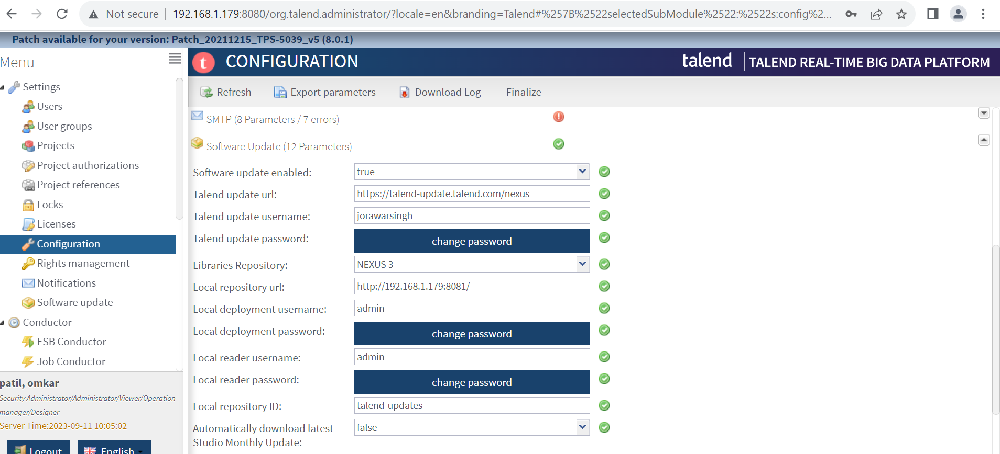 Not secure | 192.168.1.179:8080/org.talend.administrator/?locale=en&branding=Talend#%257B%2522selectedSubModule%2522:%2522s:config%2...
Patch available for your version: Patch_20211215_TPS-5039_v5 (8.0.1)
Menu
Settings
Users
User groups
Projects
Project authorizations
Project references
Locks
Licenses
Configuration
Rights management
Notifications
Software update
Conductor
ESB Conductor
Job Conductor
patil, omkar
Security Administrator/Administrator/Viewer/Operation
manager/Designer
Server Time:2023-09-11 10:05:02
Logout English
t CONFIGURATION talend TALEND REAL-TIME BIG DATA PLATFORM
Refresh Export parameters Download Log Finalize
SMTP (8 Parameters / 7 errors)
Software Update (12 Parameters)
Software update enabled: true
Talend update url: https://talend-update.talend.com/nexus
Talend update username: jorawarsingh
Talend update password: change password
Libraries Repository: NEXUS 3
Local repository url: http://192.168.1.179:8081/
Local deployment username: admin
Local deployment password: change password
Local reader username: admin
Local reader password: change password
Local repository ID: talend-updates
Automatically download latest false
Studio Monthly Update: